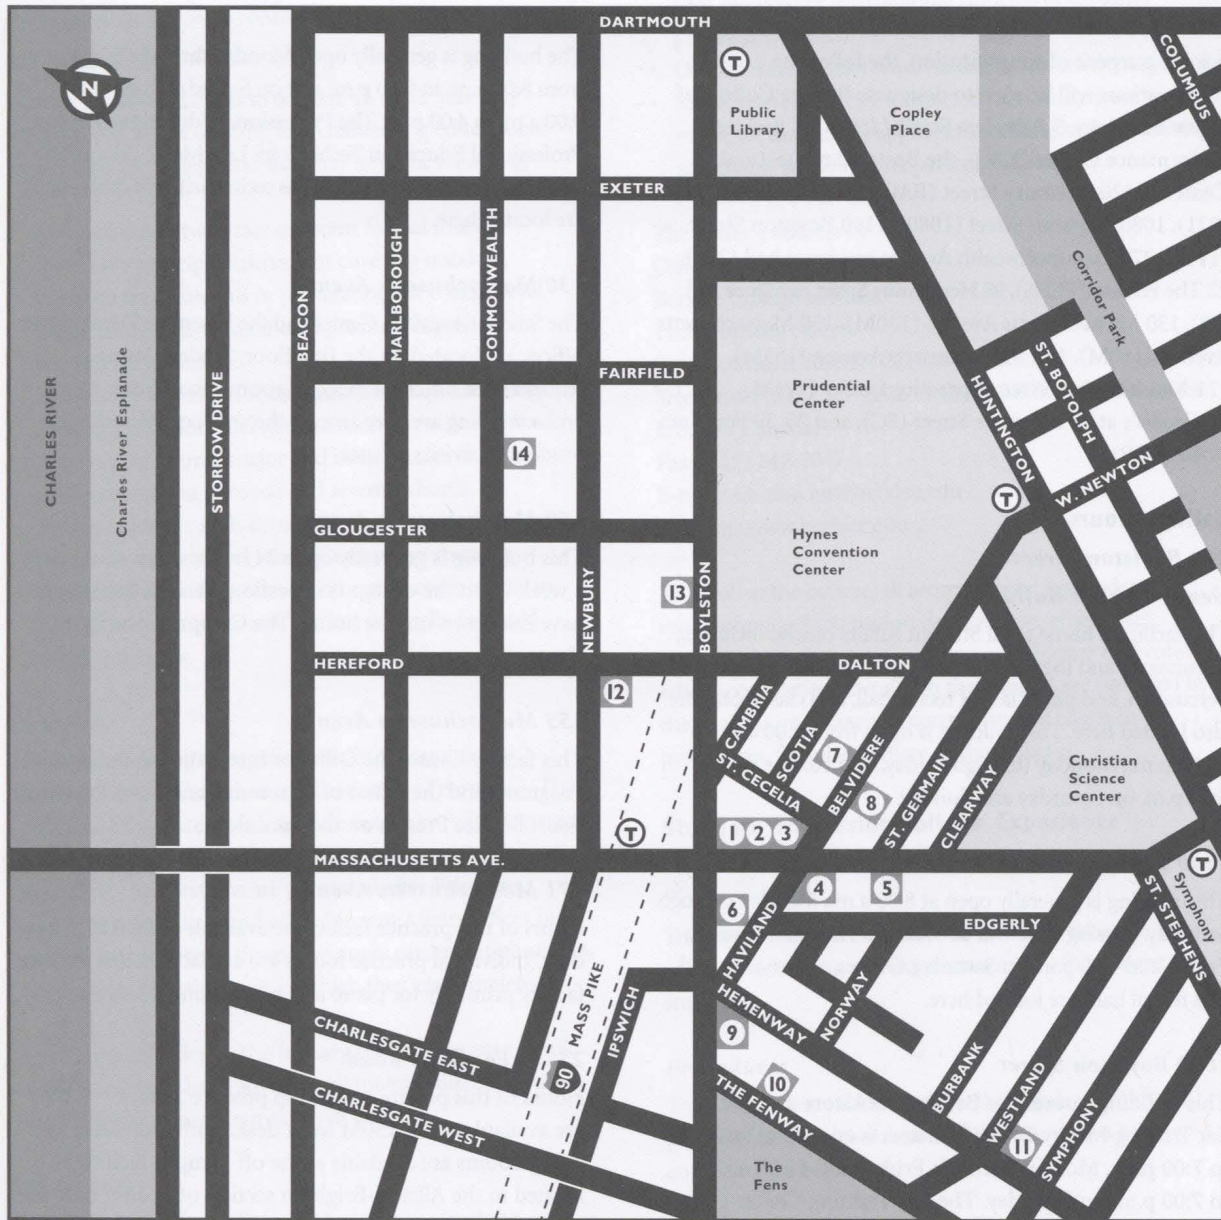 DARTMOUTH
COLUMBUS
N
T
Public
Library
Copley
Place
EXETER
BEACON
MARLBOROUGH
COMMONWEALTH
Corridor Park
CHARLES RIVER
Charles River Esplanade
STORROW DRIVE
FAIRFIELD
Prudential
Center
HUNTINGTON
ST. BOTOLPH
W. NEWTON
14
T
GLOUCESTER
Hynes
Convention
Center
NEWBURY
13
BOYLSTON
HEREFORD
DALTON
12
CAMBRIA
SCOTIA
ST. CECELIA
7
BELVIDERE
8
ST. GERMAIN
CLEARWAY
Christian
Science
Center
T
1 2 3
MASSACHUSETTS AVE.
T
Symphony
ST. STEPHENS
4
5
6
HAVILAND
EDGERLY
MASS PIKE
90
IPSWICH
HEMENWAY
NORWAY
9
CHARLESGATE EAST
CHARLESGATE WEST
10
THE FENWAY
BURBANK
WESTLAND
11
SYMPHONY
The
Fens